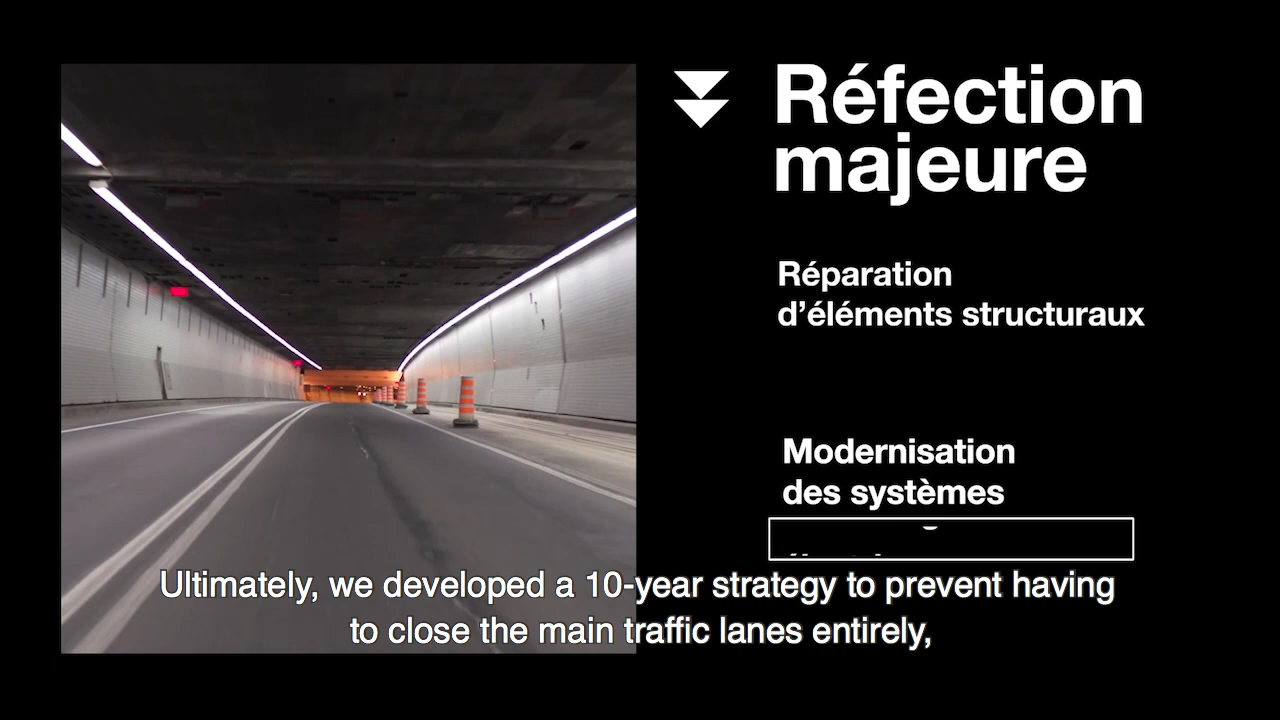 Réfection
majeure
Réparation
d’éléments structuraux
Modernisation
des systèmes
Ultimately, we developed a 10-year strategy to prevent having
to close the main traffic lanes entirely,